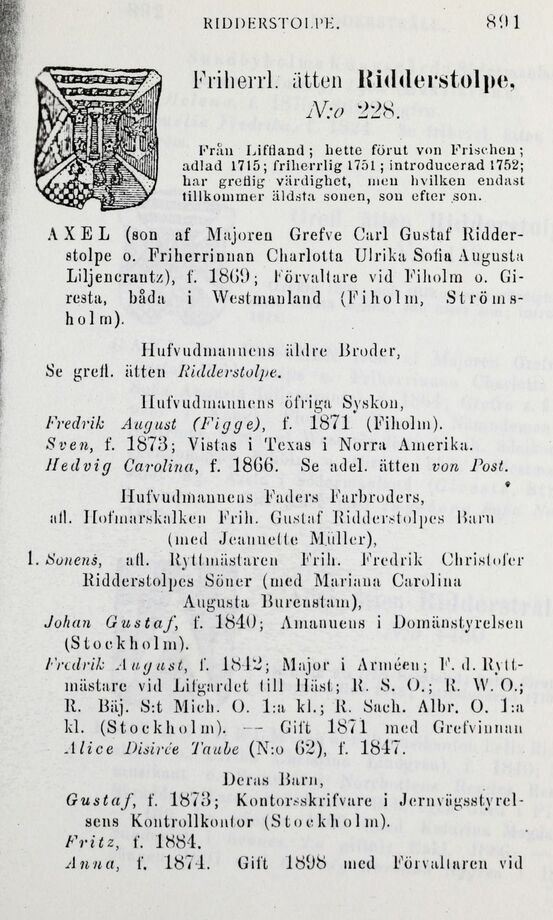 RIDDERSTOLPE. 891
Friherrl. ätten Ridderstolpe,
N:o 228.
Från Liffland; hette förut von Frischen;
adlad 1715; friherrlig 1751; introducerad 1752;
har greflig värdighet, men hvilken endast
tillkommer äldsta sonen, son efter son.
AXEL (son af Majoren Grefve Carl Gustaf Ridder-
stolpe o. Friherrinnan Charlotta Ulrika Sofia Augusta
Liljencrantz), f. 1869; Förvaltare vid Fiholm o. Gi-
resta, båda i Westmanland (Fiholm, Ströms-
holm).
Hufvudmannens äldre Broder,
Se grefl. ätten Ridderstolpe.
Hufvudmannens öfriga Syskon,
Fredrik August (Figge), f. 1871 (Fiholm).
Sven, f. 1873; Vistas i Texas i Norra Amerika.
Hedvig Carolina, f. 1866. Se adel. ätten von Post.
Hufvudmannens Faders Farbroders,
afl. Hofmarskalken Frih. Gustaf Ridderstolpes Barn
(med Jeannette Müller),
1. Sonens, afl. Ryttmästaren Frih. Fredrik Christofer
Ridderstolpes Söner (med Mariana Carolina
Augusta Burenstam),
Johan Gustaf, f. 1840; Amanuens i Domänstyrelsen
(Stockholm).
Fredrik August, f. 1842; Major i Arméen; F. d. Rytt-
mästare vid Lifgardet till Häst; R. S. O.; R. W. O.;
R. Baj. S:t Mich. O. 1:a kl.; R. Sach. Albr. O. 1:a
kl. (Stockholm). — Gift 1871 med Grefvinnan
Alice Disirée Taube (N:o 62), f. 1847.
Deras Barn,
Gustaf, f. 1873; Kontorsskrifvare i Jernvägsstyrel-
sens Kontrollkontor (Stockholm).
Fritz, f. 1884.
Anna, f. 1874. Gift 1898 med Förvaltaren vid